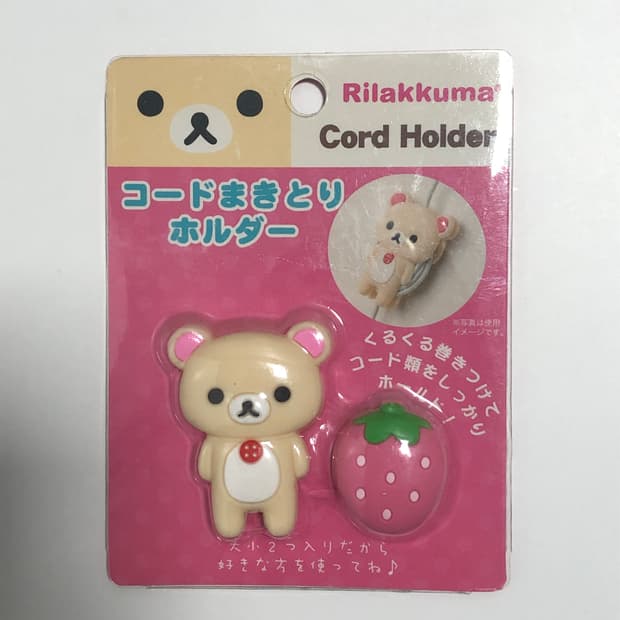 Rilakkuma®
Cord Holder
コードまきとり
ホルダー
※写真は使用
イメージです。
くるくる巻きつけて
コード類をしっかり
ホールド！
大小2つ入りだから
好きな方を使ってね♪